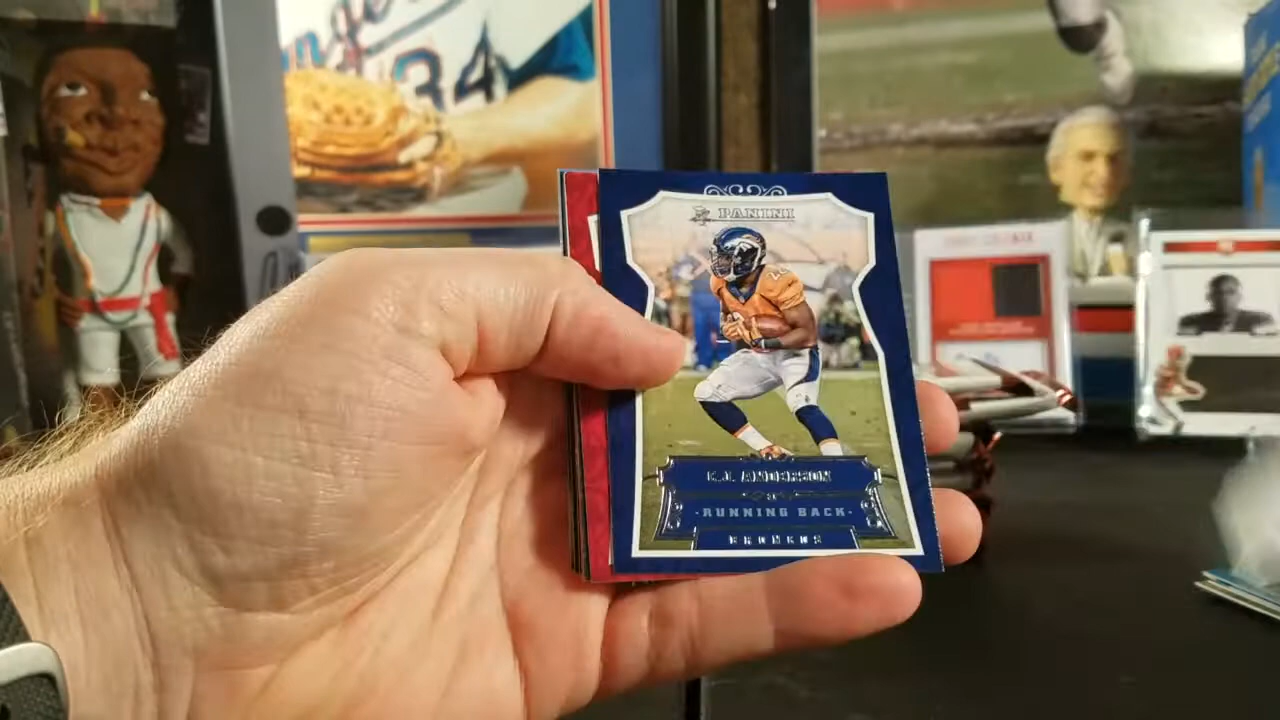 34
PANINI
C.J. ANDERSON
-RUNNING BACK-
BRONCOS